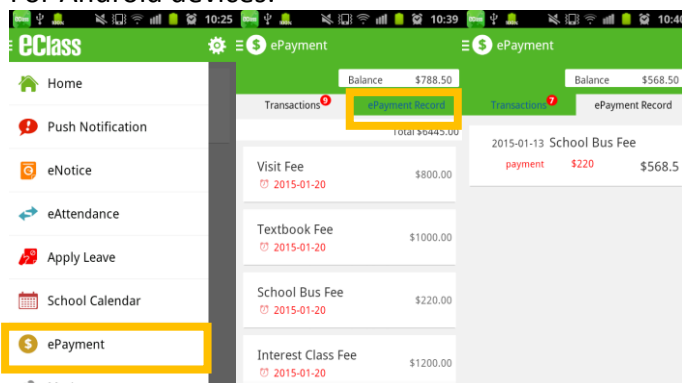 For Android devices.
10:25
eClass
Home
Push Notification
eNotice
eAttendance
Apply Leave
School Calendar
ePayment
10:39
ePayment
Balance $788.50
Transactions 9 ePayment Record
Total $6445.00
Visit Fee
2015-01-20
$800.00
Textbook Fee
2015-01-20
$1000.00
School Bus Fee
2015-01-20
$220.00
Interest Class Fee
2015-01-20
$1200.00
10:40
ePayment
Balance $568.50
Transactions 7 ePayment Record
2015-01-13 School Bus Fee
payment $220 $568.5